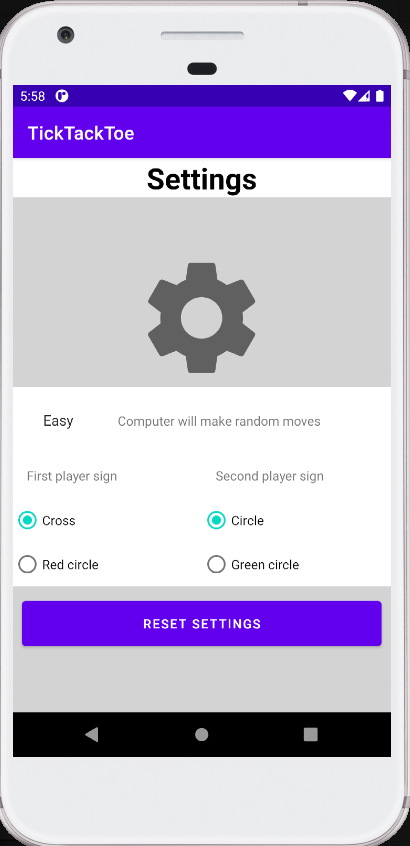 5:58
TickTackToe
Settings
Easy Computer will make random moves
First player sign Second player sign
Cross Circle
Red circle Green circle
RESET SETTINGS